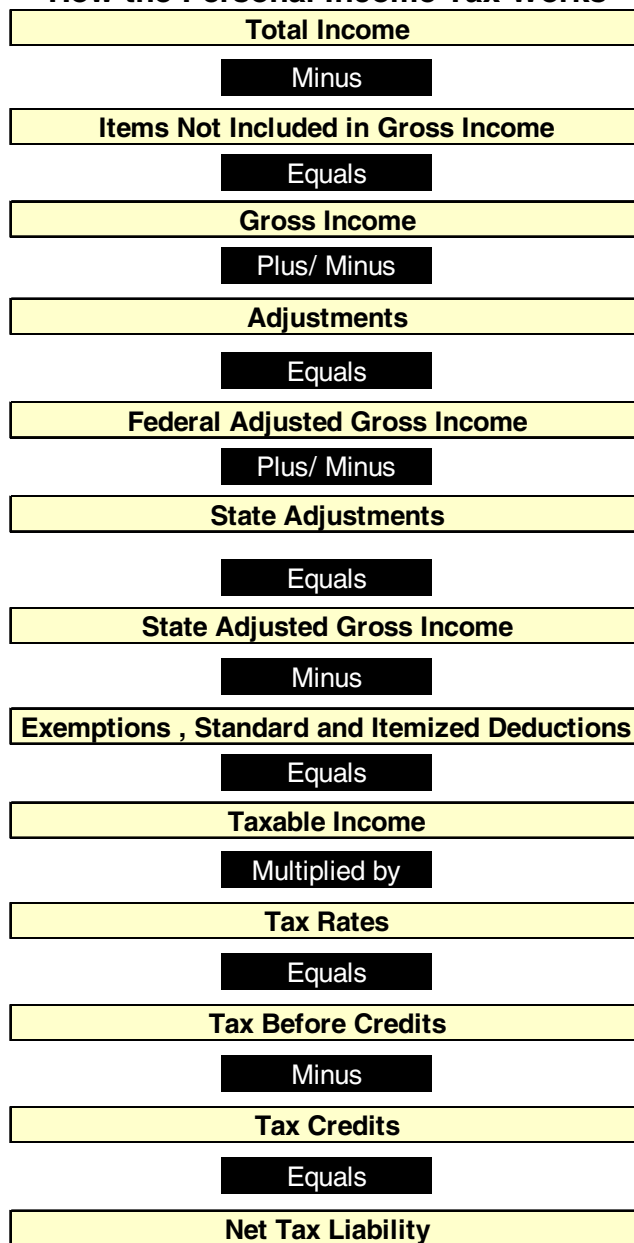 How the Personal Income Tax Works
Total Income
Minus
Items Not Included in Gross Income
Equals
Gross Income
Plus/ Minus
Adjustments
Equals
Federal Adjusted Gross Income
Plus/ Minus
State Adjustments
Equals
State Adjusted Gross Income
Minus
Exemptions , Standard and Itemized Deductions
Equals
Taxable Income
Multiplied by
Tax Rates
Equals
Tax Before Credits
Minus
Tax Credits
Equals
Net Tax Liability